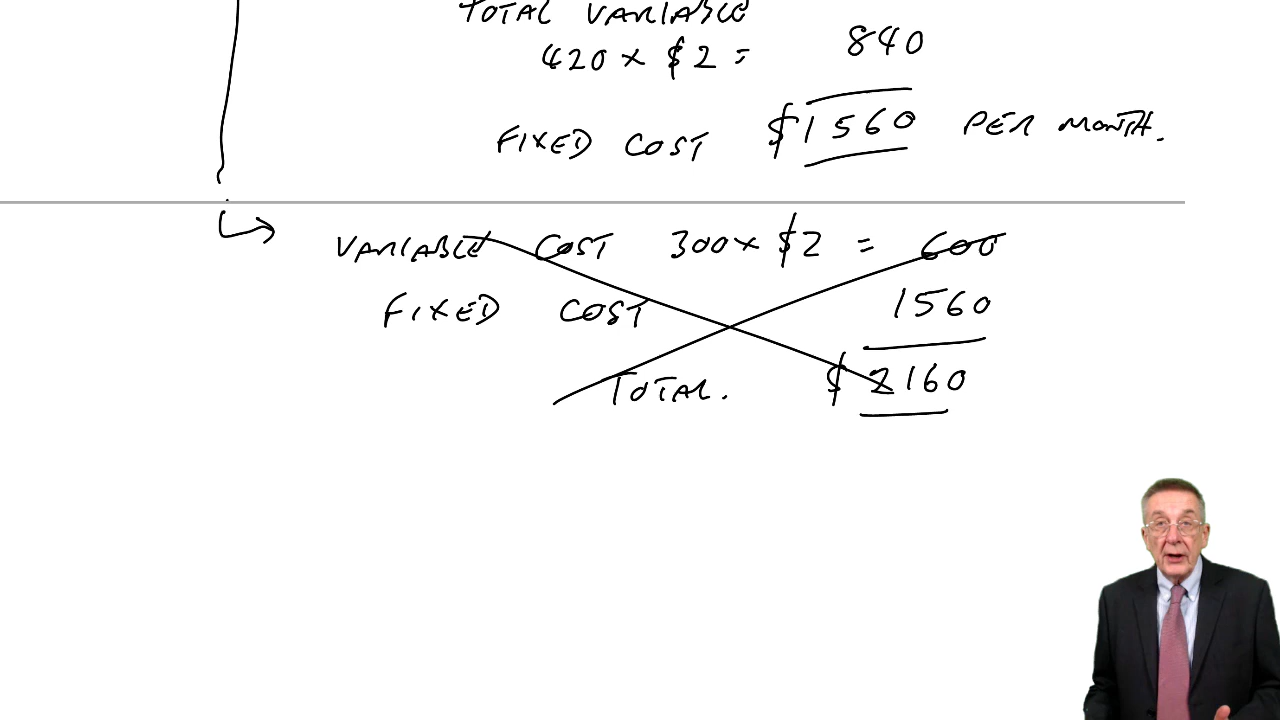 TOTAL VARIABLE
420 x $2 = 840
FIXED COST $1560 PER MONTH.
VARIABLE COST 300 x $2 = 600
FIXED COST 1560
TOTAL. $2160